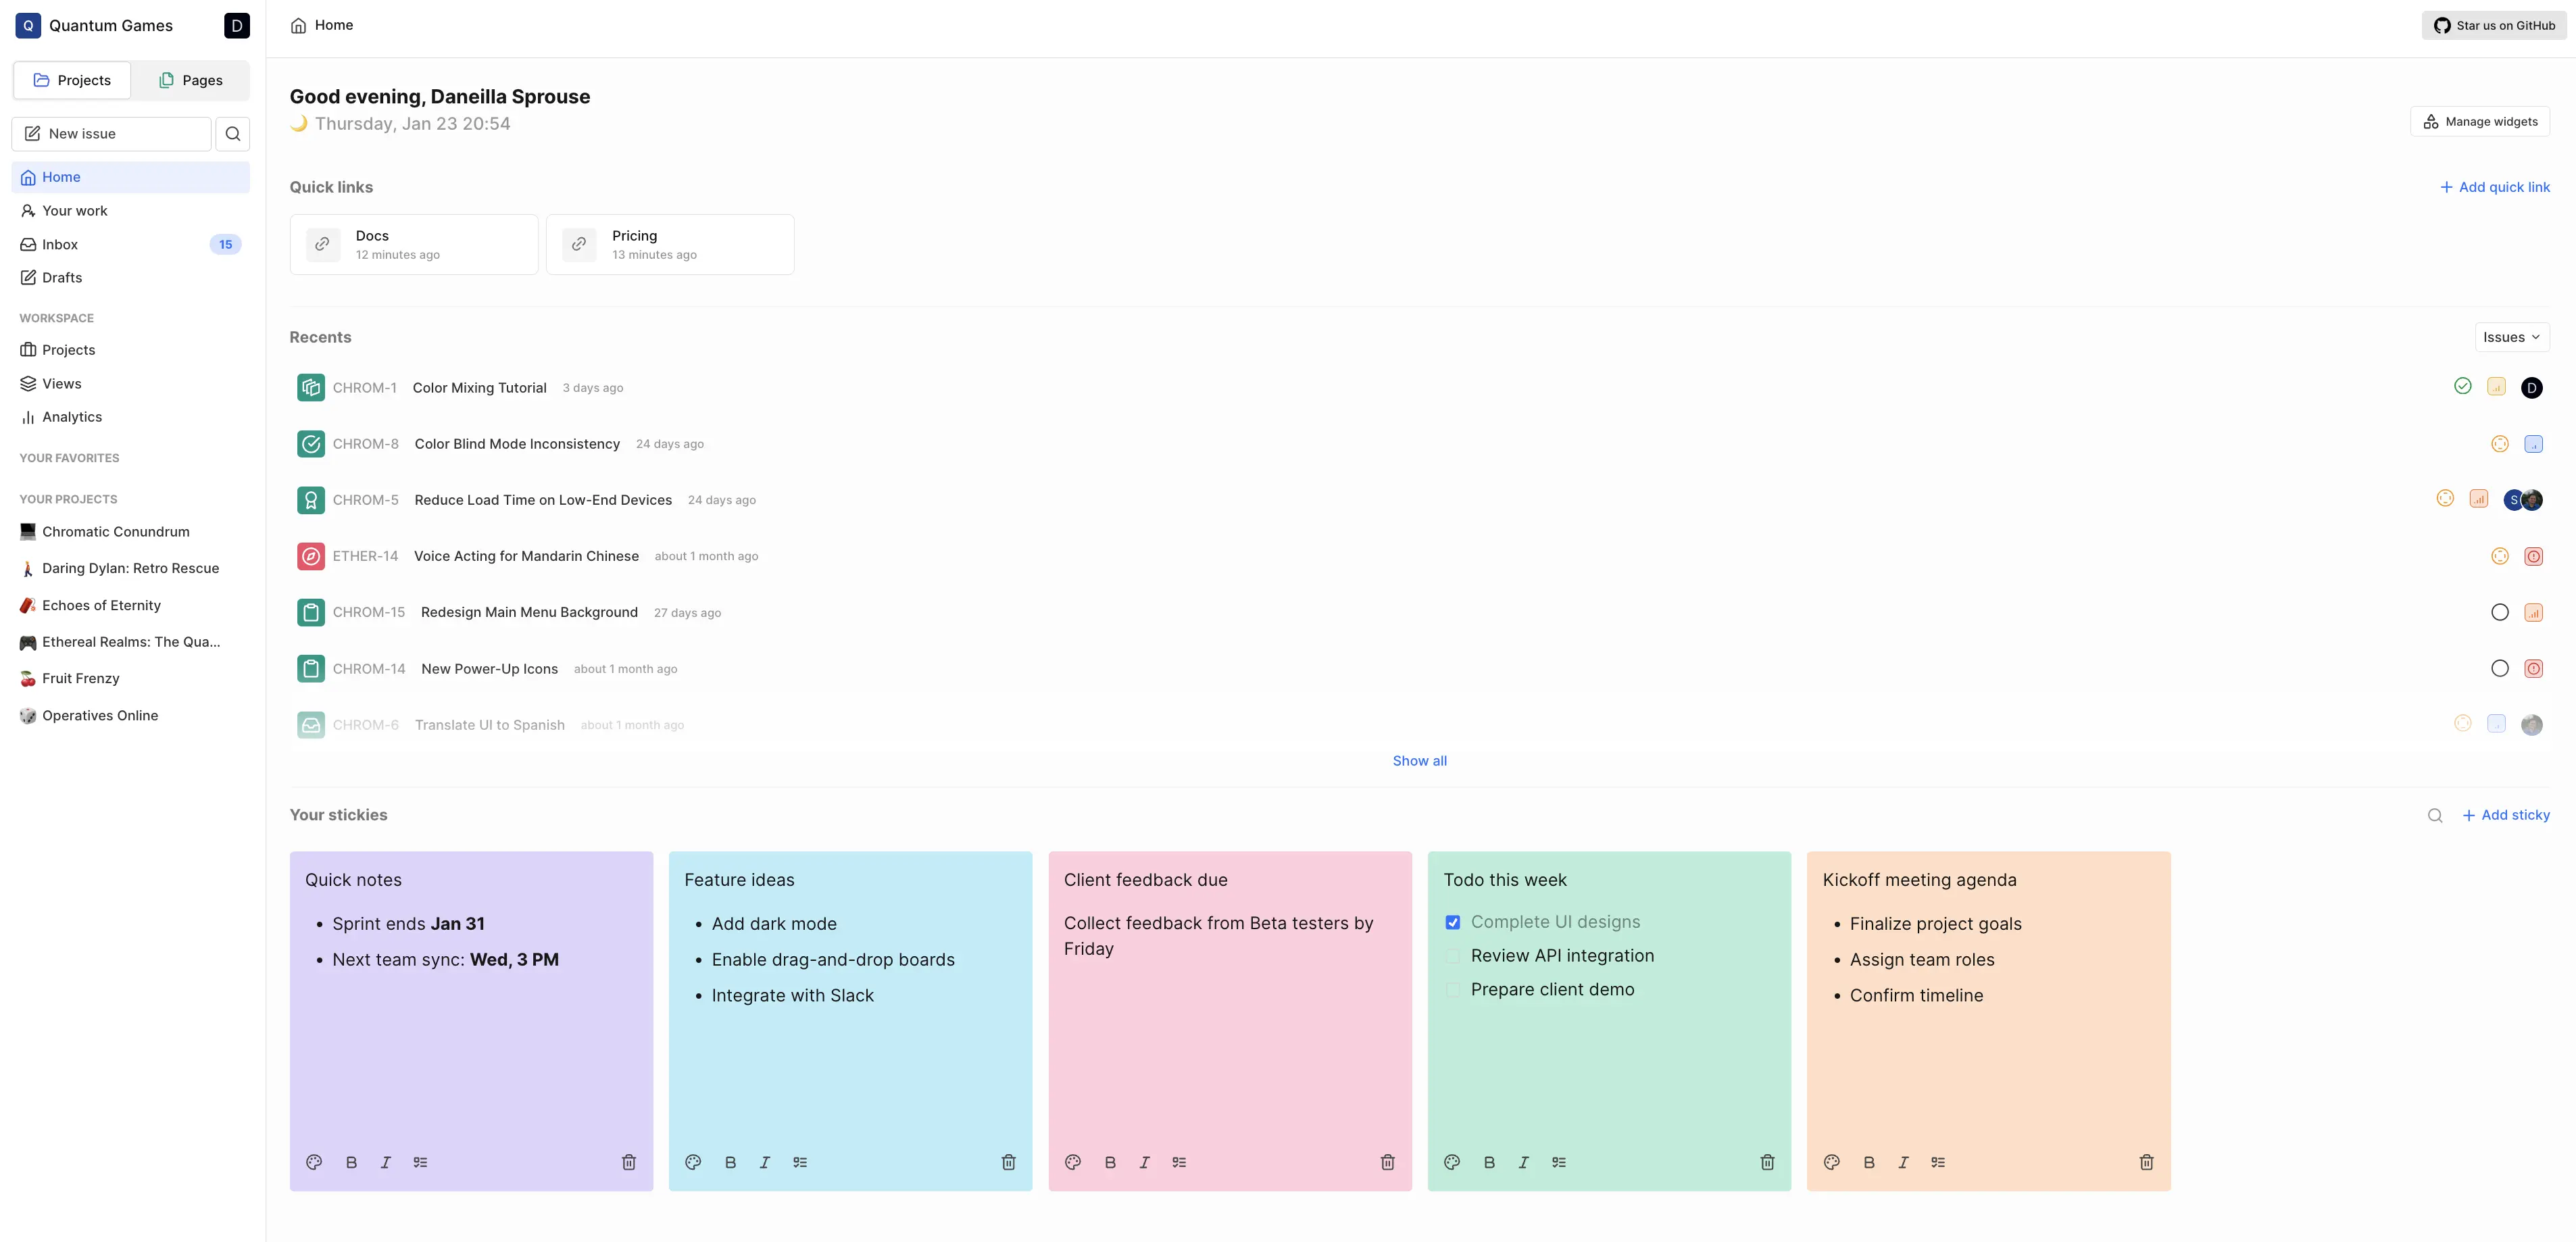 Q Quantum Games D
Projects Pages
New issue
Home
Your work
Inbox 15
Drafts
WORKSPACE
Projects
Views
Analytics
YOUR FAVORITES
YOUR PROJECTS
Chromatic Conundrum
Daring Dylan: Retro Rescue
Echoes of Eternity
Ethereal Realms: The Qua...
Fruit Frenzy
Operatives Online
Home
Star us on GitHub
Good evening, Daneilla Sprouse
Thursday, Jan 23 20:54
Manage widgets
Quick links
Add quick link
Docs
12 minutes ago
Pricing
13 minutes ago
Recents
Issues
CHROM-1 Color Mixing Tutorial 3 days ago D
CHROM-8 Color Blind Mode Inconsistency 24 days ago
CHROM-5 Reduce Load Time on Low-End Devices 24 days ago S
ETHER-14 Voice Acting for Mandarin Chinese about 1 month ago
CHROM-15 Redesign Main Menu Background 27 days ago
CHROM-14 New Power-Up Icons about 1 month ago
CHROM-6 Translate UI to Spanish about 1 month ago
Show all
Your stickies
Add sticky
Quick notes
• Sprint ends Jan 31
• Next team sync: Wed, 3 PM
B I
Feature ideas
• Add dark mode
• Enable drag-and-drop boards
• Integrate with Slack
B I
Client feedback due
Collect feedback from Beta testers by
Friday
B I
Todo this week
Complete UI designs
Review API integration
Prepare client demo
B I
Kickoff meeting agenda
• Finalize project goals
• Assign team roles
• Confirm timeline
B I